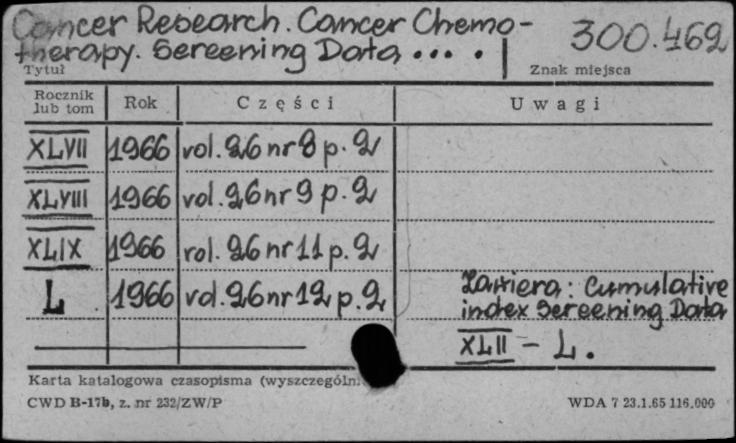 Cancer Research. Cancer Chemo-
therapy. Screening Data ....
300.462
Tytuł
Znak miejsca
Rocznik
lub tom
Rok
Części
Uwagi
XLVII 1966 vol. 26 nr 8 p. 2
XLVIII 1966 vol. 26 nr 9 p. 2
XLIX 1966 vol. 26 nr 11 p. 2
L 1966 vol. 26 nr 12 p. 2
Zawiera: Cumulative
index Screening Data
XLII - L.
Karta katalogowa czasopisma (wyszczególn
CWD B-17b, z. nr 232/ZW/P
WDA 7 23.1.65 116.000